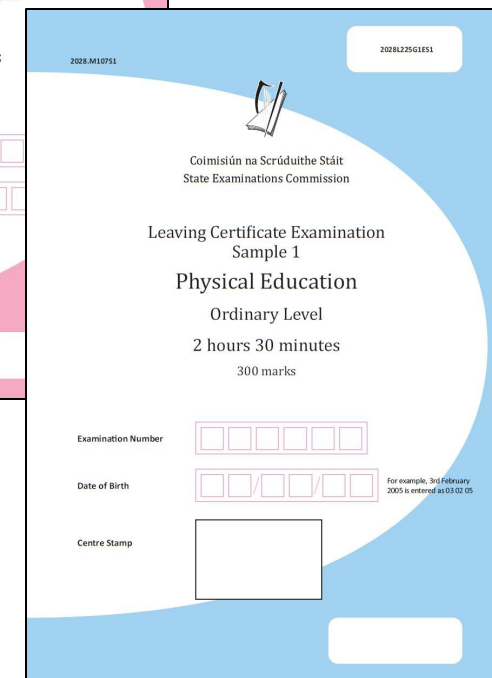 2028.M107S1
2028L225G1ES1
Coimisiún na Scrúduithe Stáit
State Examinations Commission
Leaving Certificate Examination
Sample 1
Physical Education
Ordinary Level
2 hours 30 minutes
300 marks
Examination Number
Date of Birth
For example, 3rd February
2005 is entered as 03 02 05
Centre Stamp